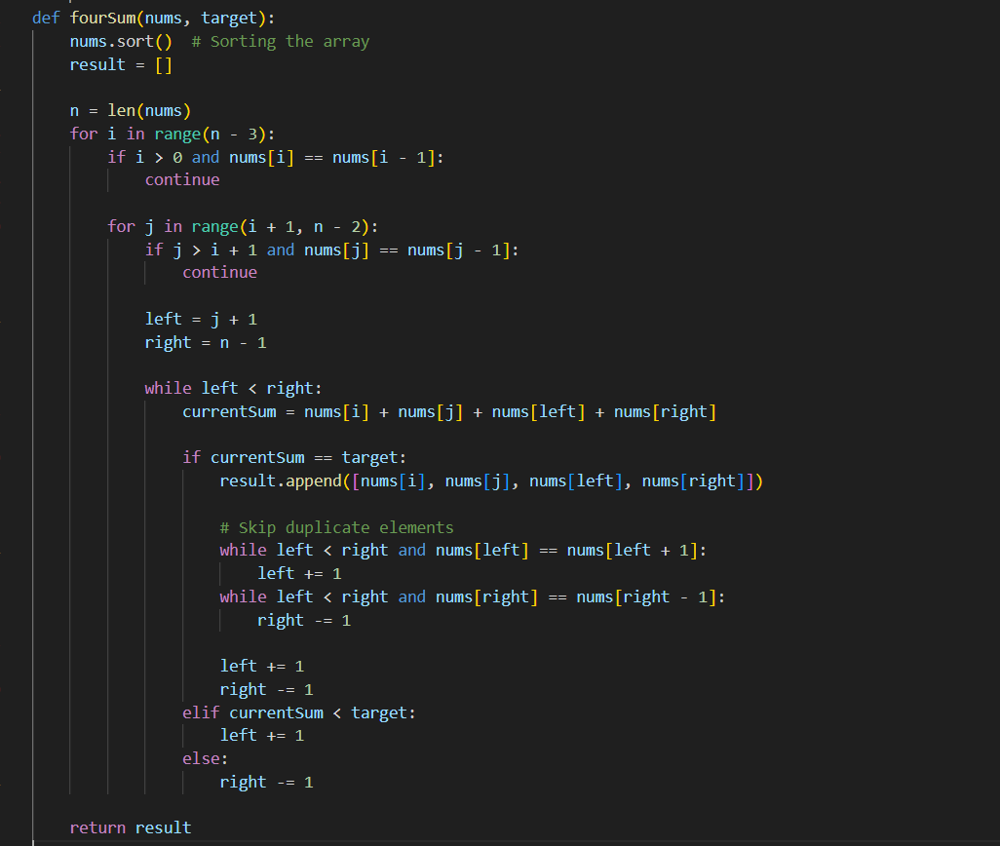 def fourSum(nums, target):
    nums.sort()  # Sorting the array
    result = []

    n = len(nums)
    for i in range(n - 3):
        if i > 0 and nums[i] == nums[i - 1]:
            continue

        for j in range(i + 1, n - 2):
            if j > i + 1 and nums[j] == nums[j - 1]:
                continue

            left = j + 1
            right = n - 1

            while left < right:
                currentSum = nums[i] + nums[j] + nums[left] + nums[right]

                if currentSum == target:
                    result.append([nums[i], nums[j], nums[left], nums[right]])

                    # Skip duplicate elements
                    while left < right and nums[left] == nums[left + 1]:
                        left += 1
                    while left < right and nums[right] == nums[right - 1]:
                        right -= 1

                    left += 1
                    right -= 1
                elif currentSum < target:
                    left += 1
                else:
                    right -= 1

    return result